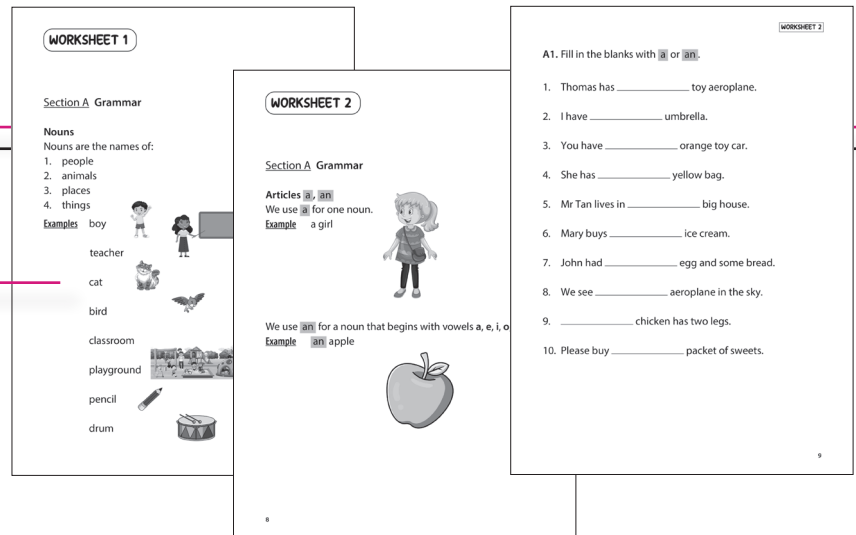 WORKSHEET 1
Section A Grammar
Nouns
Nouns are the names of:
1. people
2. animals
3. places
4. things
Examples boy
teacher
cat
bird
classroom
playground
pencil
drum
WORKSHEET 2
Section A Grammar
Articles a, an
We use a for one noun.
Example a girl
We use an for a noun that begins with vowels a, e, i, o
Example an apple
8
WORKSHEET 2
A1. Fill in the blanks with a or an.
1. Thomas has ____________ toy aeroplane.
2. I have ____________ umbrella.
3. You have ____________ orange toy car.
4. She has ____________ yellow bag.
5. Mr Tan lives in ____________ big house.
6. Mary buys ____________ ice cream.
7. John had ____________ egg and some bread.
8. We see ____________ aeroplane in the sky.
9. ____________ chicken has two legs.
10. Please buy ____________ packet of sweets.
9